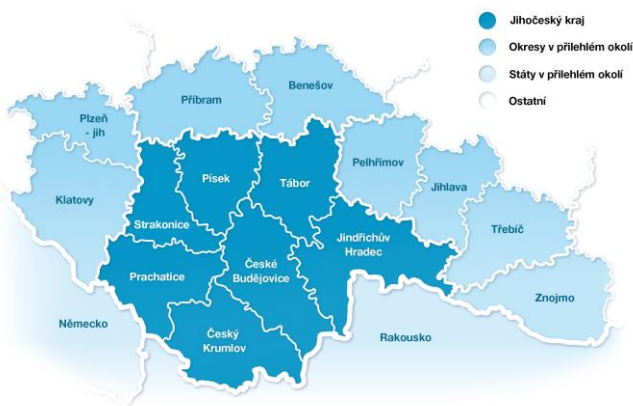 Jihočeský kraj
Okresy v přilehlém okolí
Státy v přilehlém okolí
Ostatní
Benešov
Příbram
Plzeň
- jih
Pelhřimov
Písek
Tábor
Jihlava
Klatovy
Strakonice
Třebíč
Jindřichův
Hradec
České
Budějovice
Prachatice
Znojmo
Německo
Český
Krumlov
Rakousko